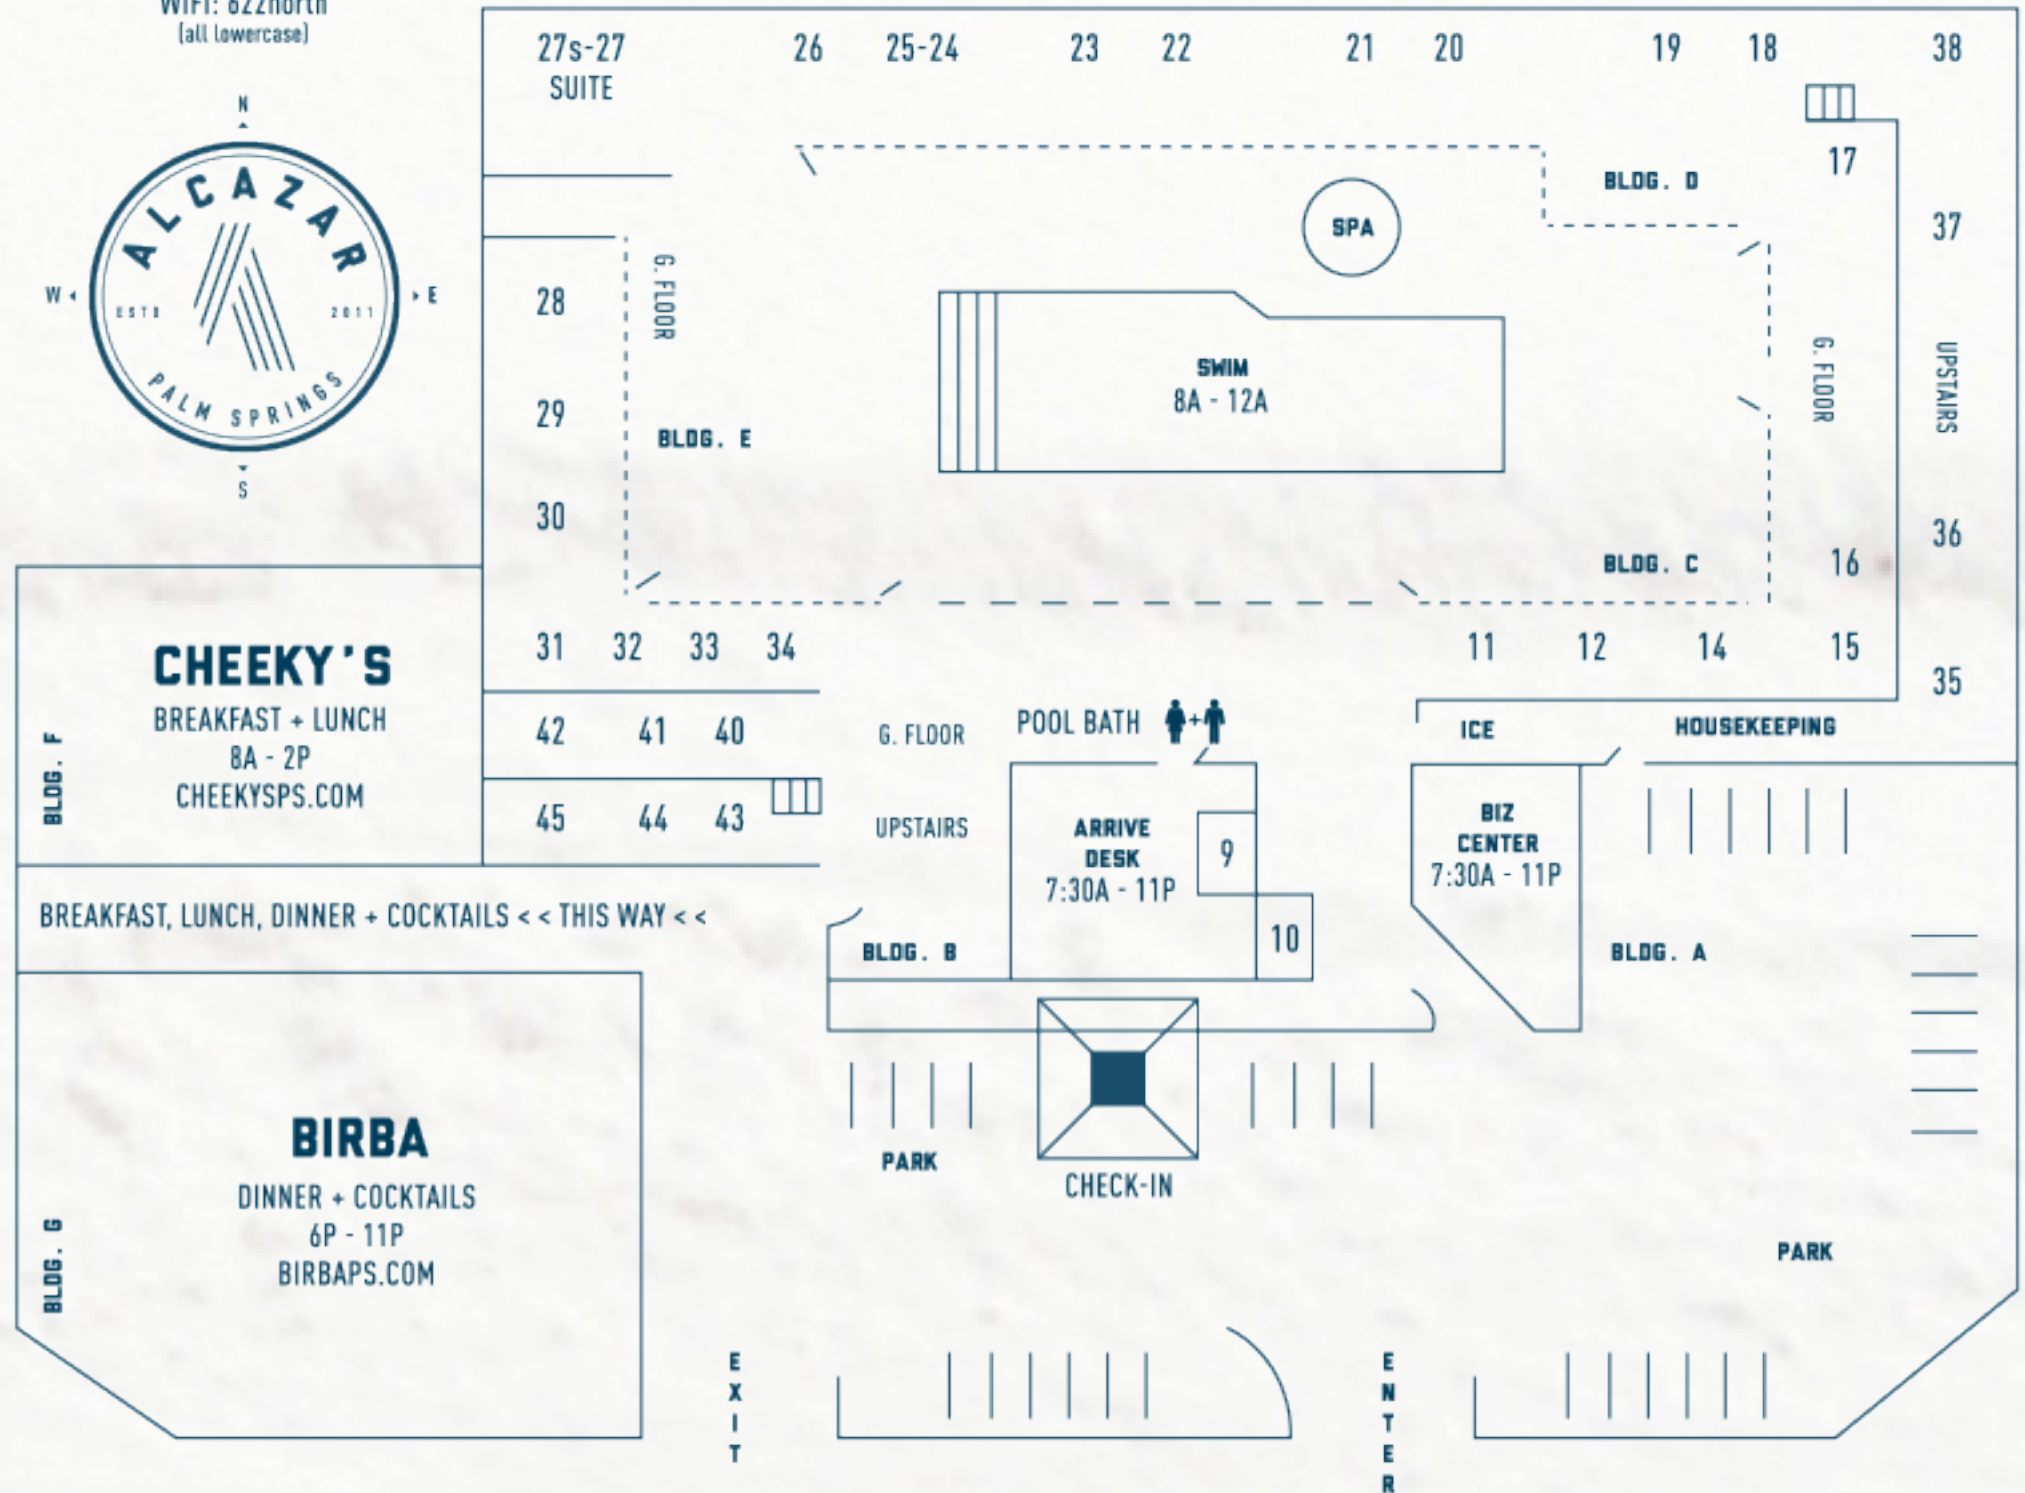 WIFI: 622north
(all lowercase)
N
W
E
S
ALCAZAR
ESTD
2011
PALM SPRINGS
27s-27
SUITE
26
25-24
23
22
21
20
19
18
38
17
BLDG. D
37
SPA
G. FLOOR
28
SWIM
8A - 12A
G. FLOOR
UPSTAIRS
29
BLDG. E
30
36
BLDG. C
16
31
32
33
34
11
12
14
15
35
CHEEKY'S
BREAKFAST + LUNCH
8A - 2P
CHEEKYSPS.COM
BLDG. F
42
41
40
G. FLOOR
POOL BATH
+
ICE
HOUSEKEEPING
45
44
43
UPSTAIRS
ARRIVE
DESK
7:30A - 11P
9
10
BIZ
CENTER
7:30A - 11P
BREAKFAST, LUNCH, DINNER + COCKTAILS << THIS WAY <<
BLDG. B
BLDG. A
BIRBA
DINNER + COCKTAILS
6P - 11P
BIRBAPS.COM
BLDG. G
PARK
CHECK-IN
PARK
EXIT
ENTER